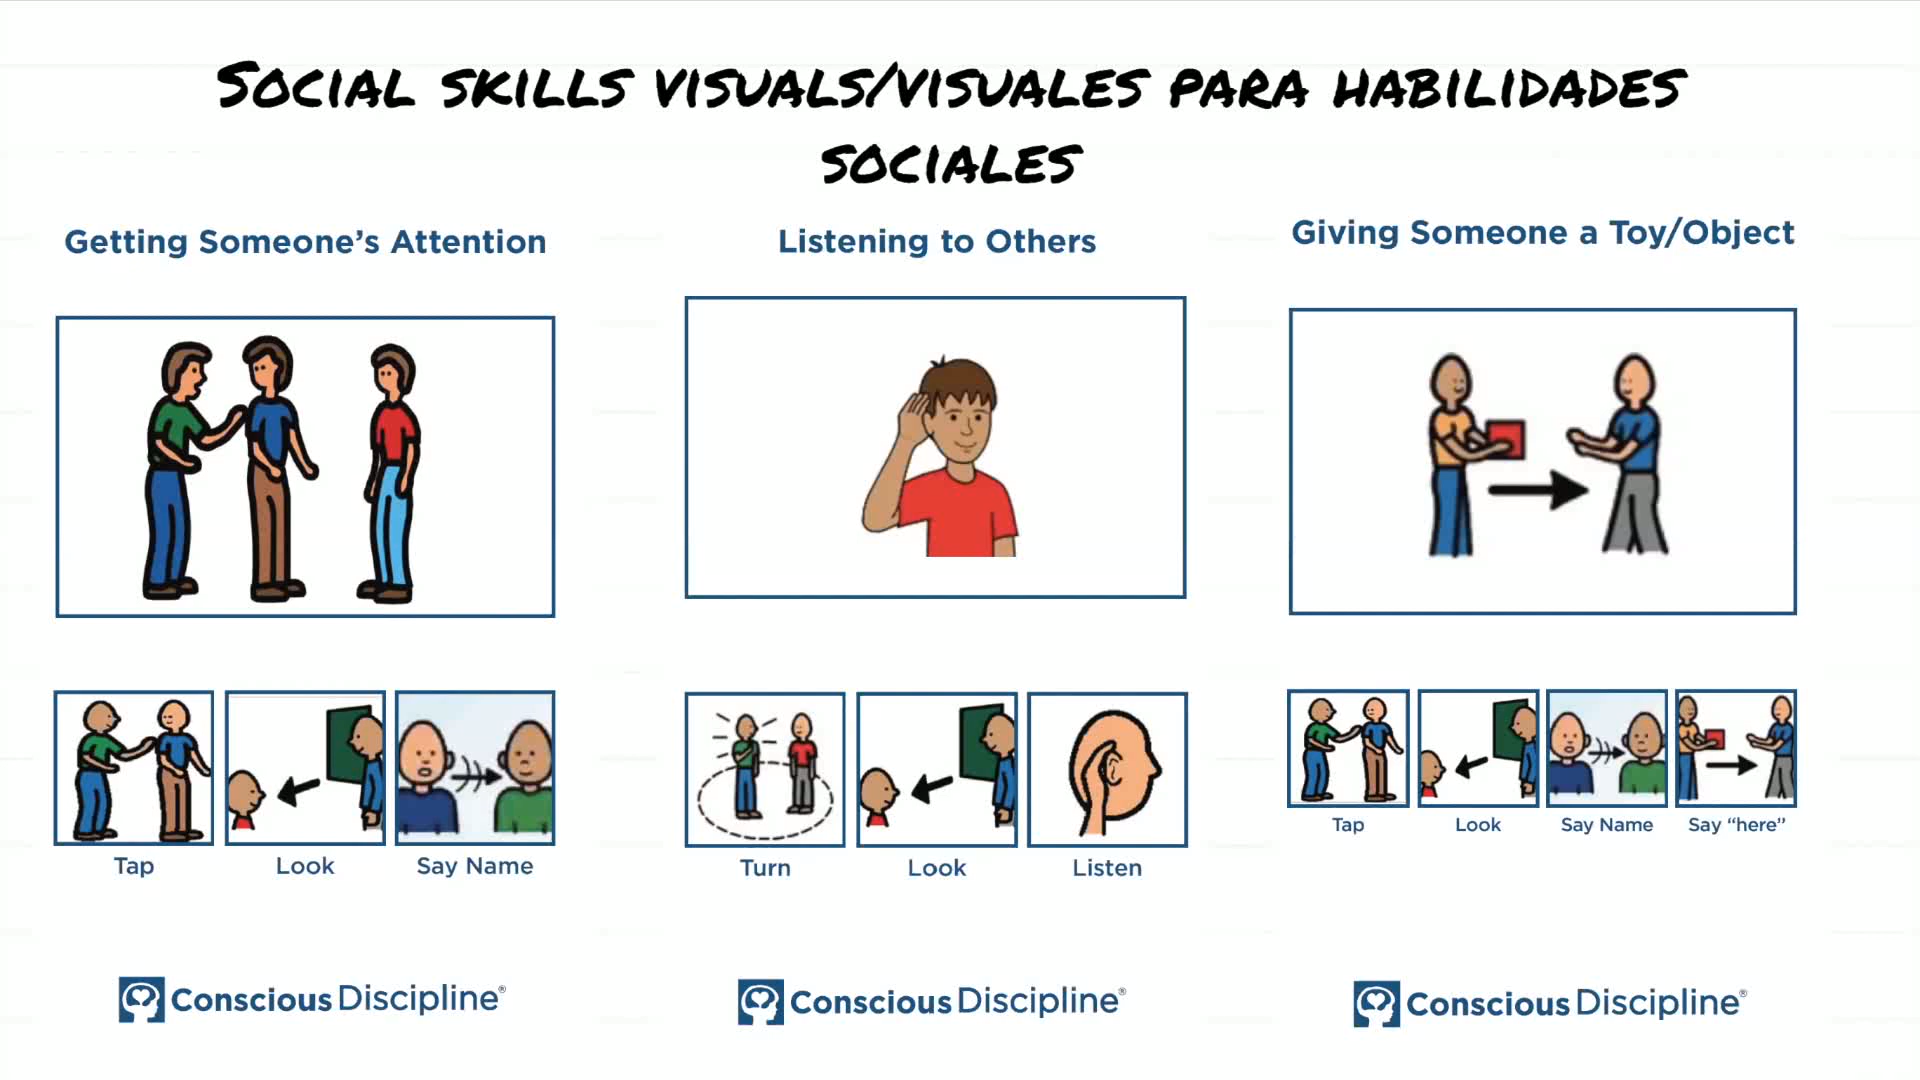 SOCIAL SKILLS VISUALS/VISUALES PARA HABILIDADES
SOCIALES
Getting Someone's Attention
Tap
Look
Say Name
Conscious Discipline®
Listening to Others
Turn
Look
Listen
Conscious Discipline®
Giving Someone a Toy/Object
Tap
Look
Say Name
Say “here”
Conscious Discipline®